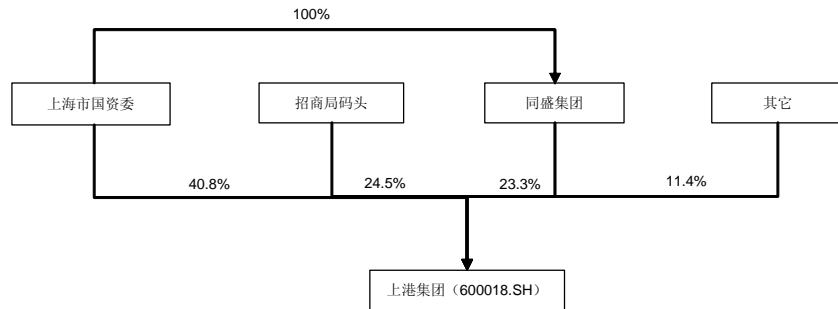 100%
上海市国资委
招商局码头
同盛集团
其它
40.8%
24.5%
23.3%
11.4%
上港集团（600018.SH）